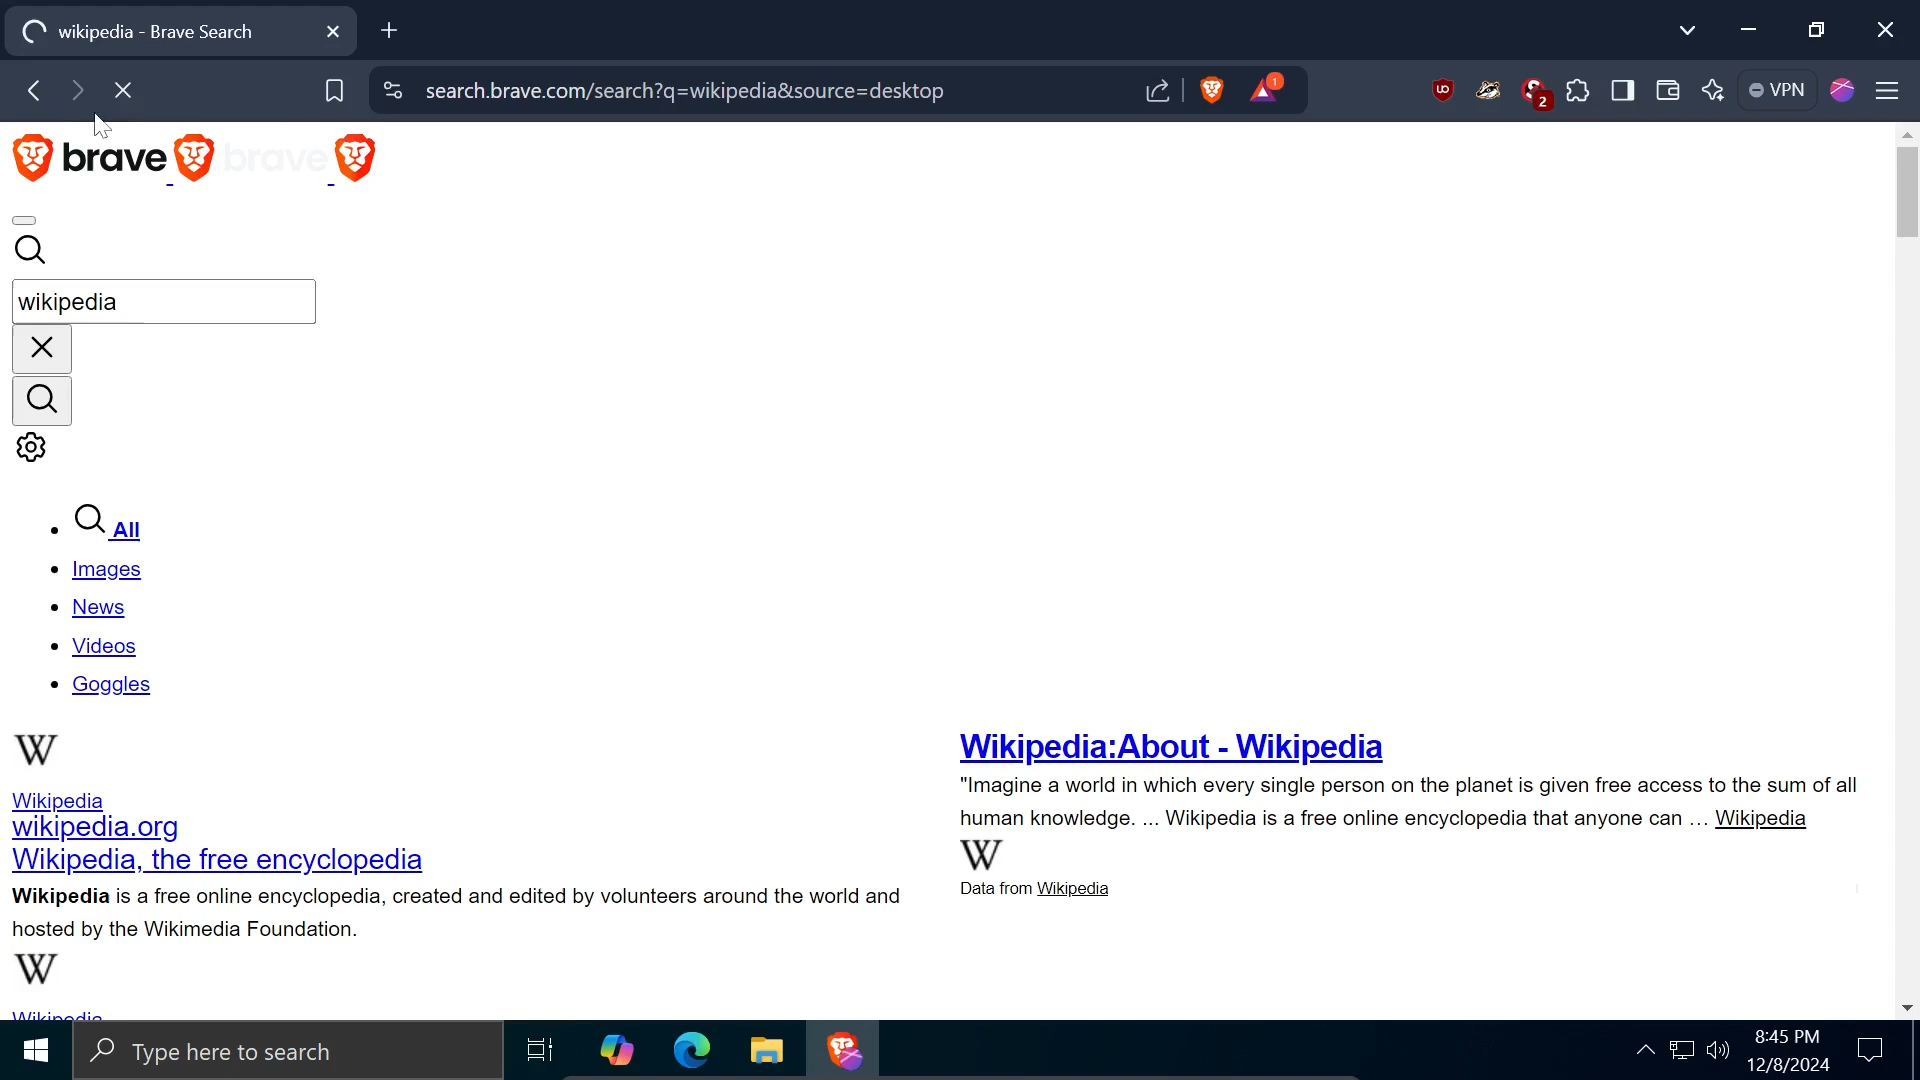 wikipedia - Brave Search
search.brave.com/search?q=wikipedia&source=desktop
1
2
VPN
brave brave
wikipedia
All
Images
News
Videos
Goggles
W
Wikipedia
wikipedia.org
Wikipedia, the free encyclopedia
Wikipedia is a free online encyclopedia, created and edited by volunteers around the world and
hosted by the Wikimedia Foundation.
W
Wikipedia
Wikipedia:About - Wikipedia
"Imagine a world in which every single person on the planet is given free access to the sum of all
human knowledge. ... Wikipedia is a free online encyclopedia that anyone can … Wikipedia
W
Data from Wikipedia
Type here to search
8:45 PM
12/8/2024